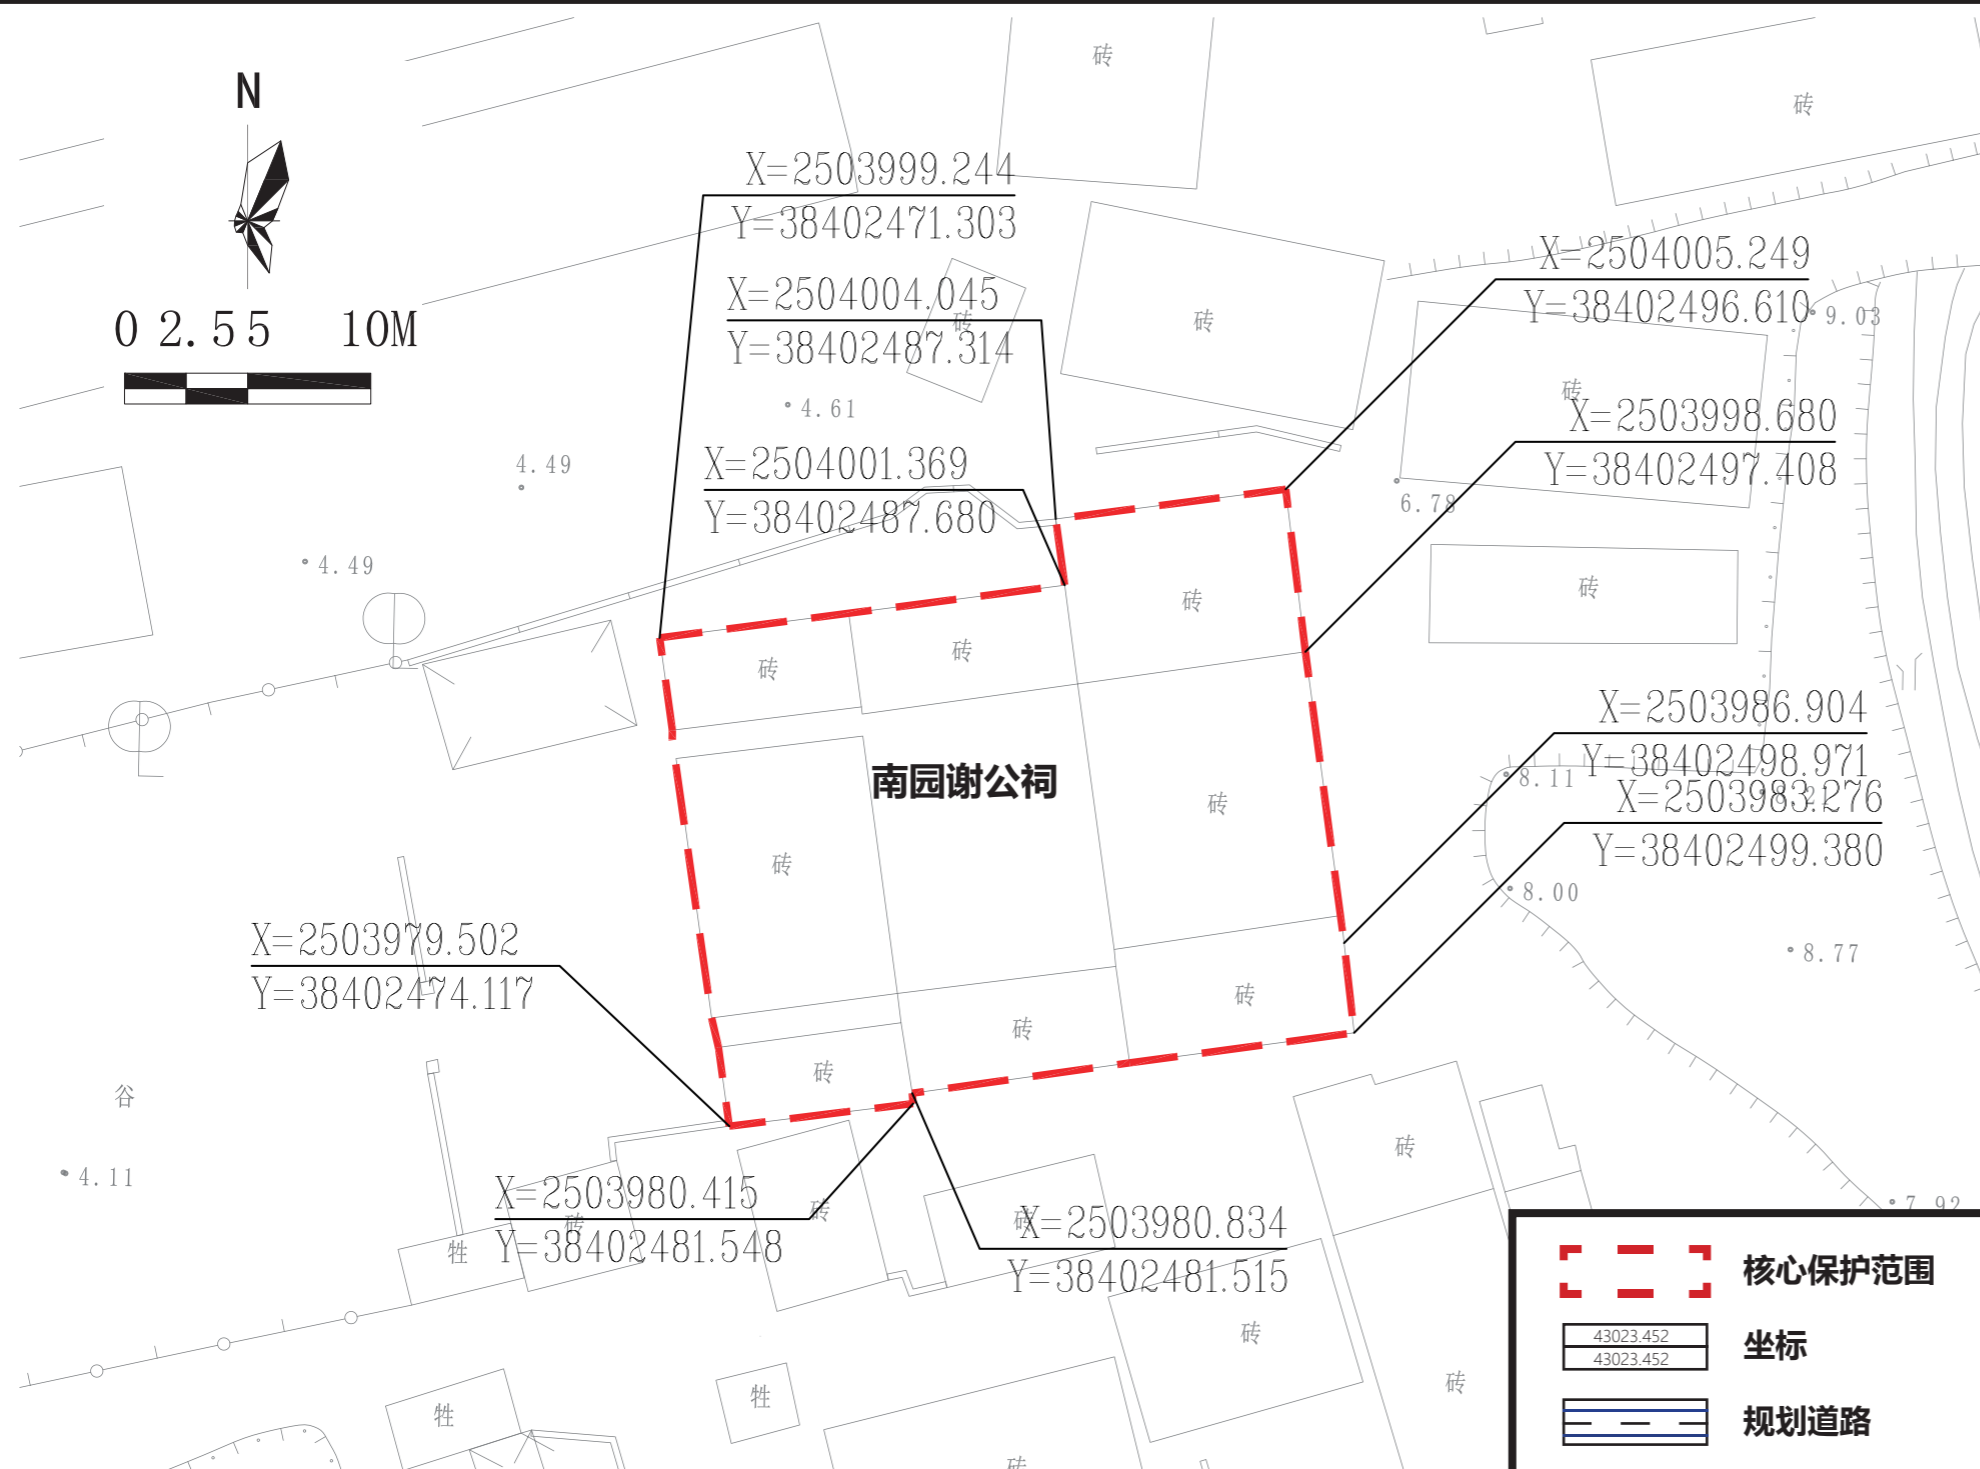 砖
N
砖
X=2503999.244
Y=38402471.303
X=2504005.249
Y=38402496.610
X=2504004.045
Y=38402487.314
砖
砖
9.03
0 2.55 10M
砖
4.61
X=2503998.680
Y=38402497.408
4.49
X=2504001.369
Y=38402487.680
6.78
4.49
砖
砖
砖
砖
X=2503986.904
Y=38402498.971
南园谢公祠
8.11
X=2503983.276
Y=38402499.380
砖
砖
8.00
X=2503979.502
Y=38402474.117
8.77
砖
砖
砖
谷
砖
4.11
X=2503980.415
Y=38402481.548
砖
砖
牲
砖
X=2503980.834
Y=38402481.515
7.92
核心保护范围
43023.452
43023.452
坐标
规划道路
砖
砖
牲
牲
砖